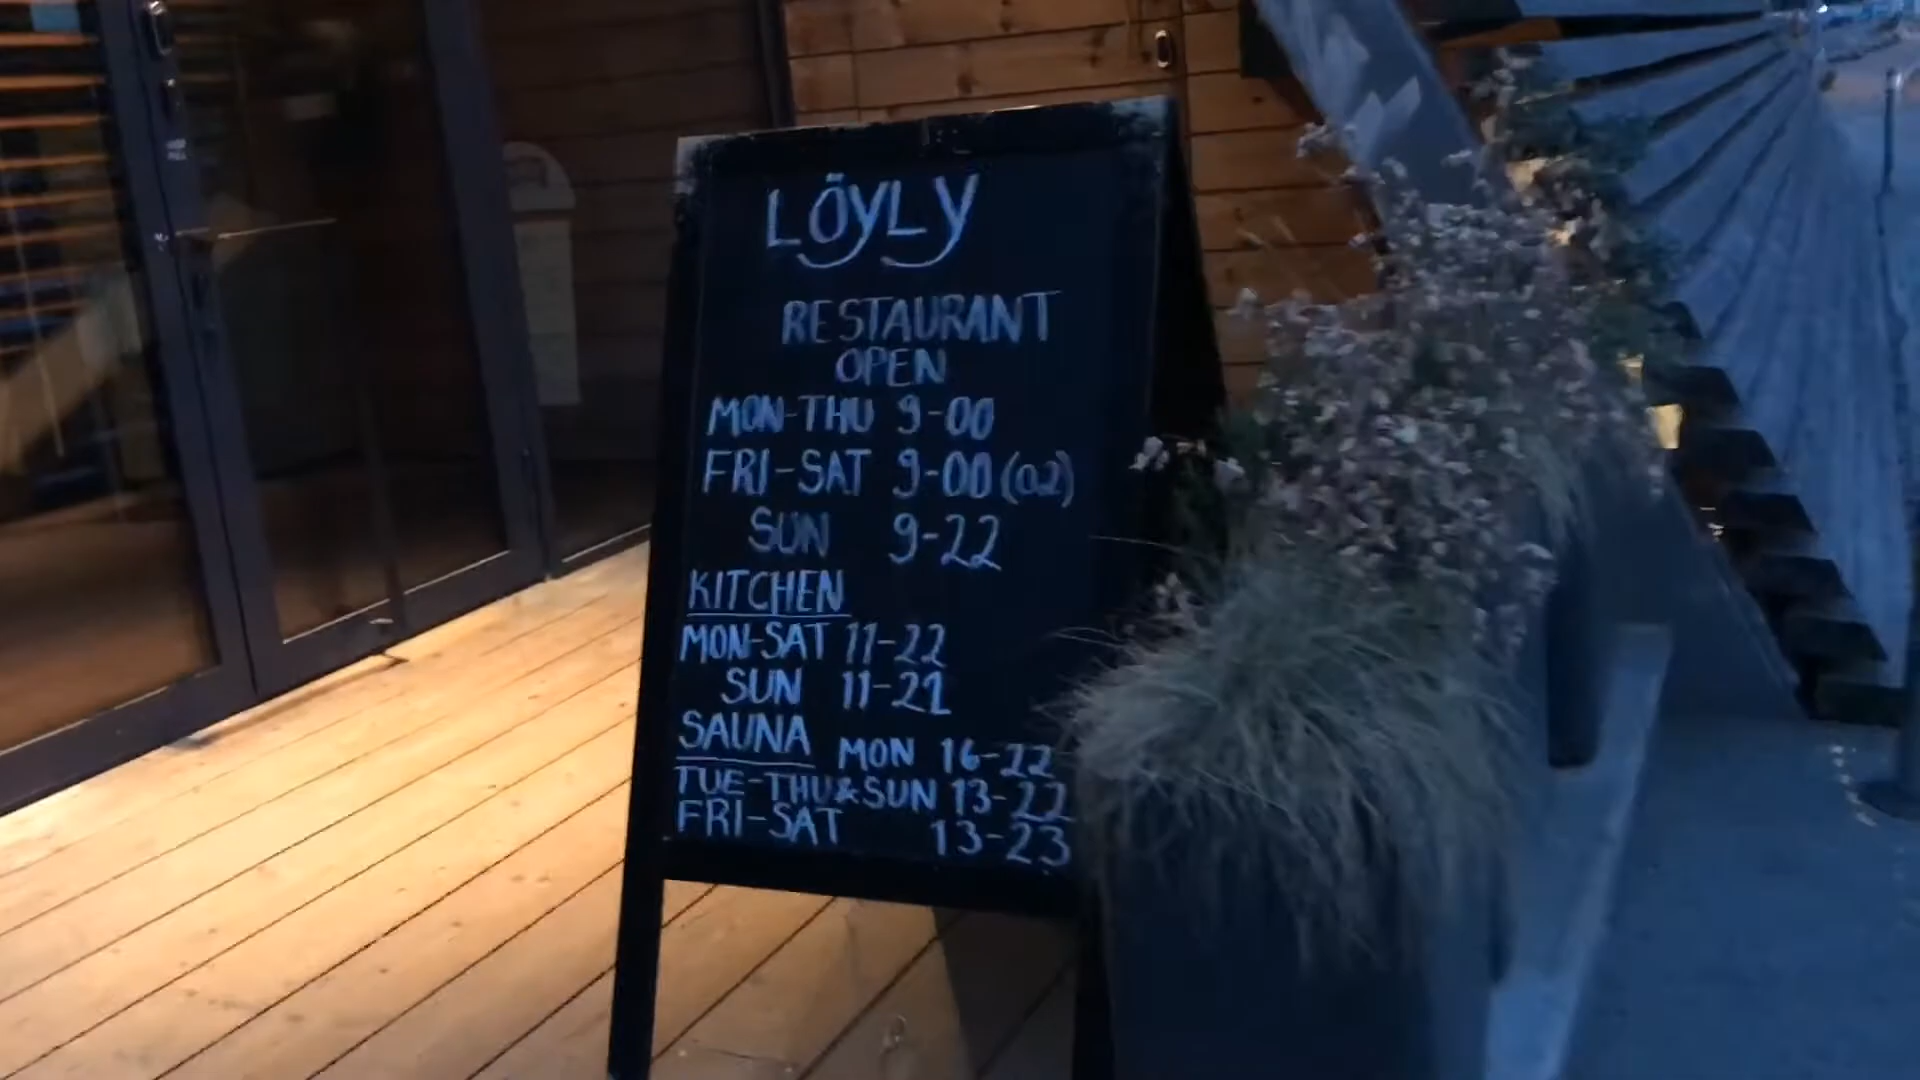 LÖYLY
RESTAURANT
OPEN
MON-THU 9-00
FRI-SAT 9-00 (02)
SUN 9-22
KITCHEN
MON-SAT 11-22
SUN 11-21
SAUNA MON 16-22
TUE-THU&SUN 13-22
FRI-SAT 13-23